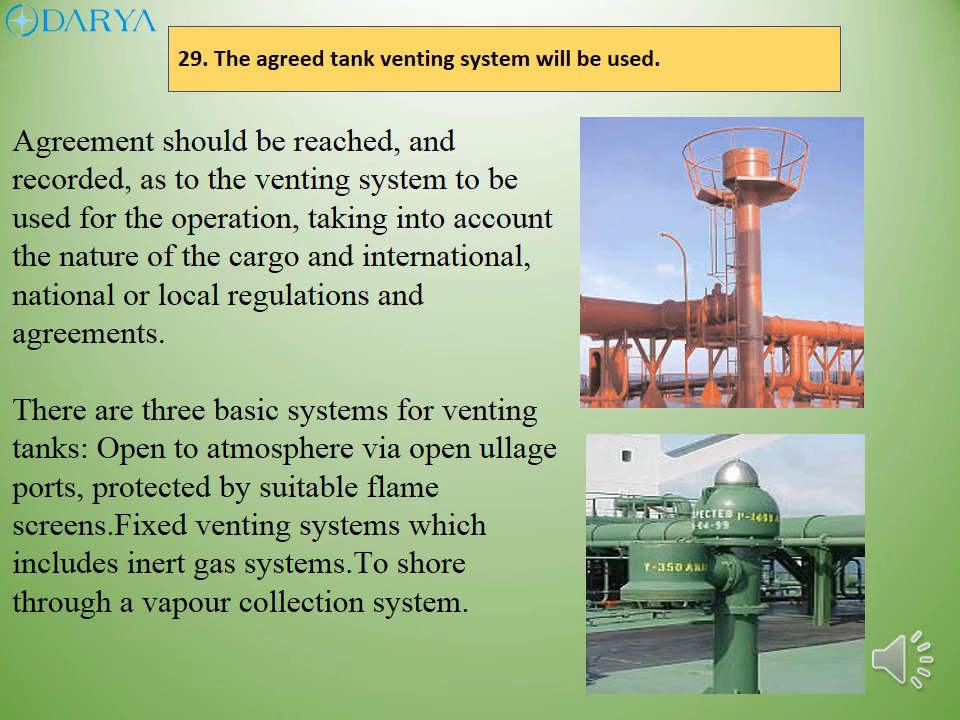 DARYA
29. The agreed tank venting system will be used.
Agreement should be reached, and
recorded, as to the venting system to be
used for the operation, taking into account
the nature of the cargo and international,
national or local regulations and
agreements.
There are three basic systems for venting
tanks: Open to atmosphere via open ullage
ports, protected by suitable flame
screens.Fixed venting systems which
includes inert gas systems.To shore
through a vapour collection system.